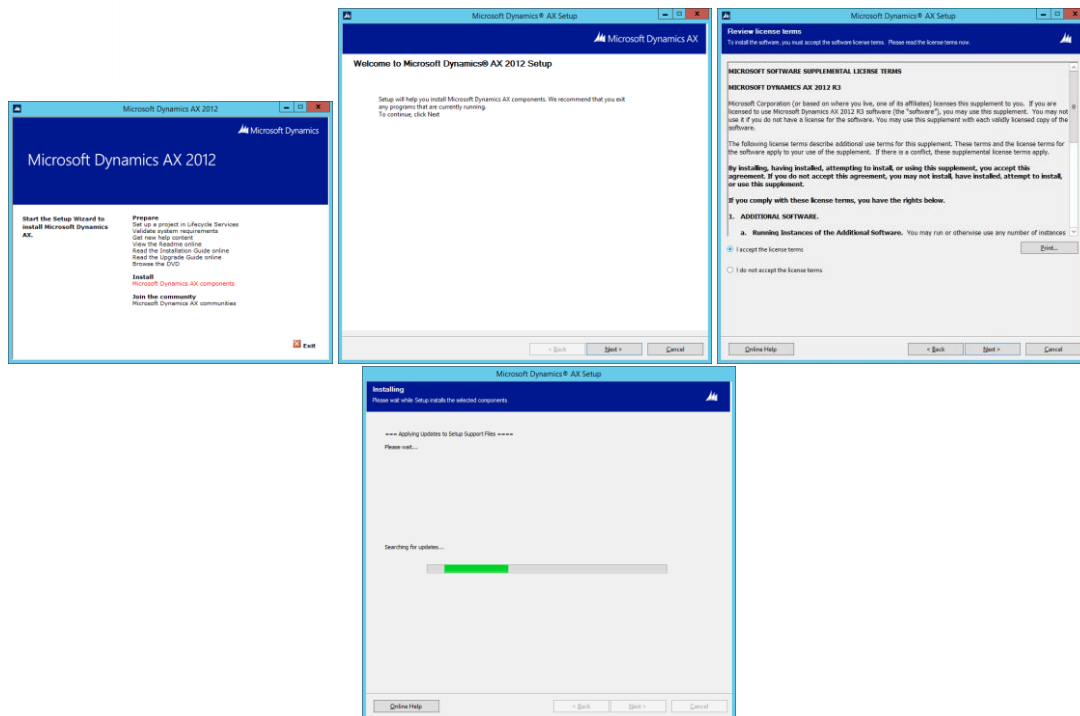 Microsoft Dynamics AX 2012
Microsoft Dynamics
Microsoft Dynamics AX 2012
Start the Setup Wizard to
install Microsoft Dynamics
AX.
Prepare
Set up a project in Lifecycle Services
Validate system requirements
Get new help content
View the Readme online
Read the Installation Guide online
Read the Upgrade Guide online
Browse the DVD
Install
Microsoft Dynamics AX components
Join the community
Microsoft Dynamics AX communities
Exit
Microsoft Dynamics® AX Setup
Microsoft Dynamics AX
Welcome to Microsoft Dynamics® AX 2012 Setup
Setup will help you install Microsoft Dynamics AX components. We recommend that you exit
any programs that are currently running.
To continue, click Next
< Back
Next >
Cancel
Microsoft Dynamics® AX Setup
Review license terms
To install the software, you must accept the software license terms. Please read the license terms now.
MICROSOFT SOFTWARE SUPPLEMENTAL LICENSE TERMS
MICROSOFT DYNAMICS AX 2012 R3
Microsoft Corporation (or based on where you live, one of its affiliates) licenses this supplement to you. If you are
licensed to use Microsoft Dynamics AX 2012 R3 software (the "software"), you may use this supplement. You may not
use it if you do not have a license for the software. You may use this supplement with each validly licensed copy of the
software.
The following license terms describe additional use terms for this supplement. These terms and the license terms for
the software apply to your use of the supplement. If there is a conflict, these supplemental license terms apply.
By installing, having installed, attempting to install, or using this supplement, you accept this
agreement. If you do not accept this agreement, you may not install, have installed, attempt to install,
or use this supplement.
If you comply with these license terms, you have the rights below.
1. ADDITIONAL SOFTWARE.
a. Running Instances of the Additional Software. You may run or otherwise use any number of instances
I accept the license terms
Print...
I do not accept the license terms
Online Help
< Back
Next >
Cancel
Microsoft Dynamics® AX Setup
Installing
Please wait while Setup installs the selected components.
=== Applying Updates to Setup Support Files ====
Please wait...
Searching for updates...
Online Help
< Back
Next >
Cancel